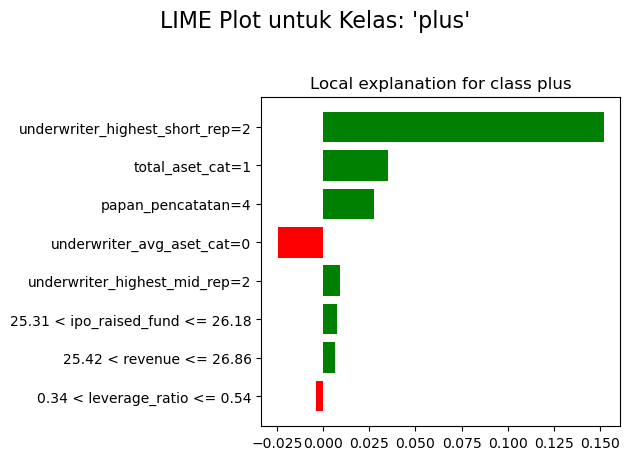 LIME Plot untuk Kelas: 'plus'
Local explanation for class plus
underwriter_highest_short_rep=2
total_aset_cat=1
papan_pencatatan=4
underwriter_avg_aset_cat=0
underwriter_highest_mid_rep=2
25.31 < ipo_raised_fund <= 26.18
25.42 < revenue <= 26.86
0.34 < leverage_ratio <= 0.54
−0.025 0.000 0.025 0.050 0.075 0.100 0.125 0.150